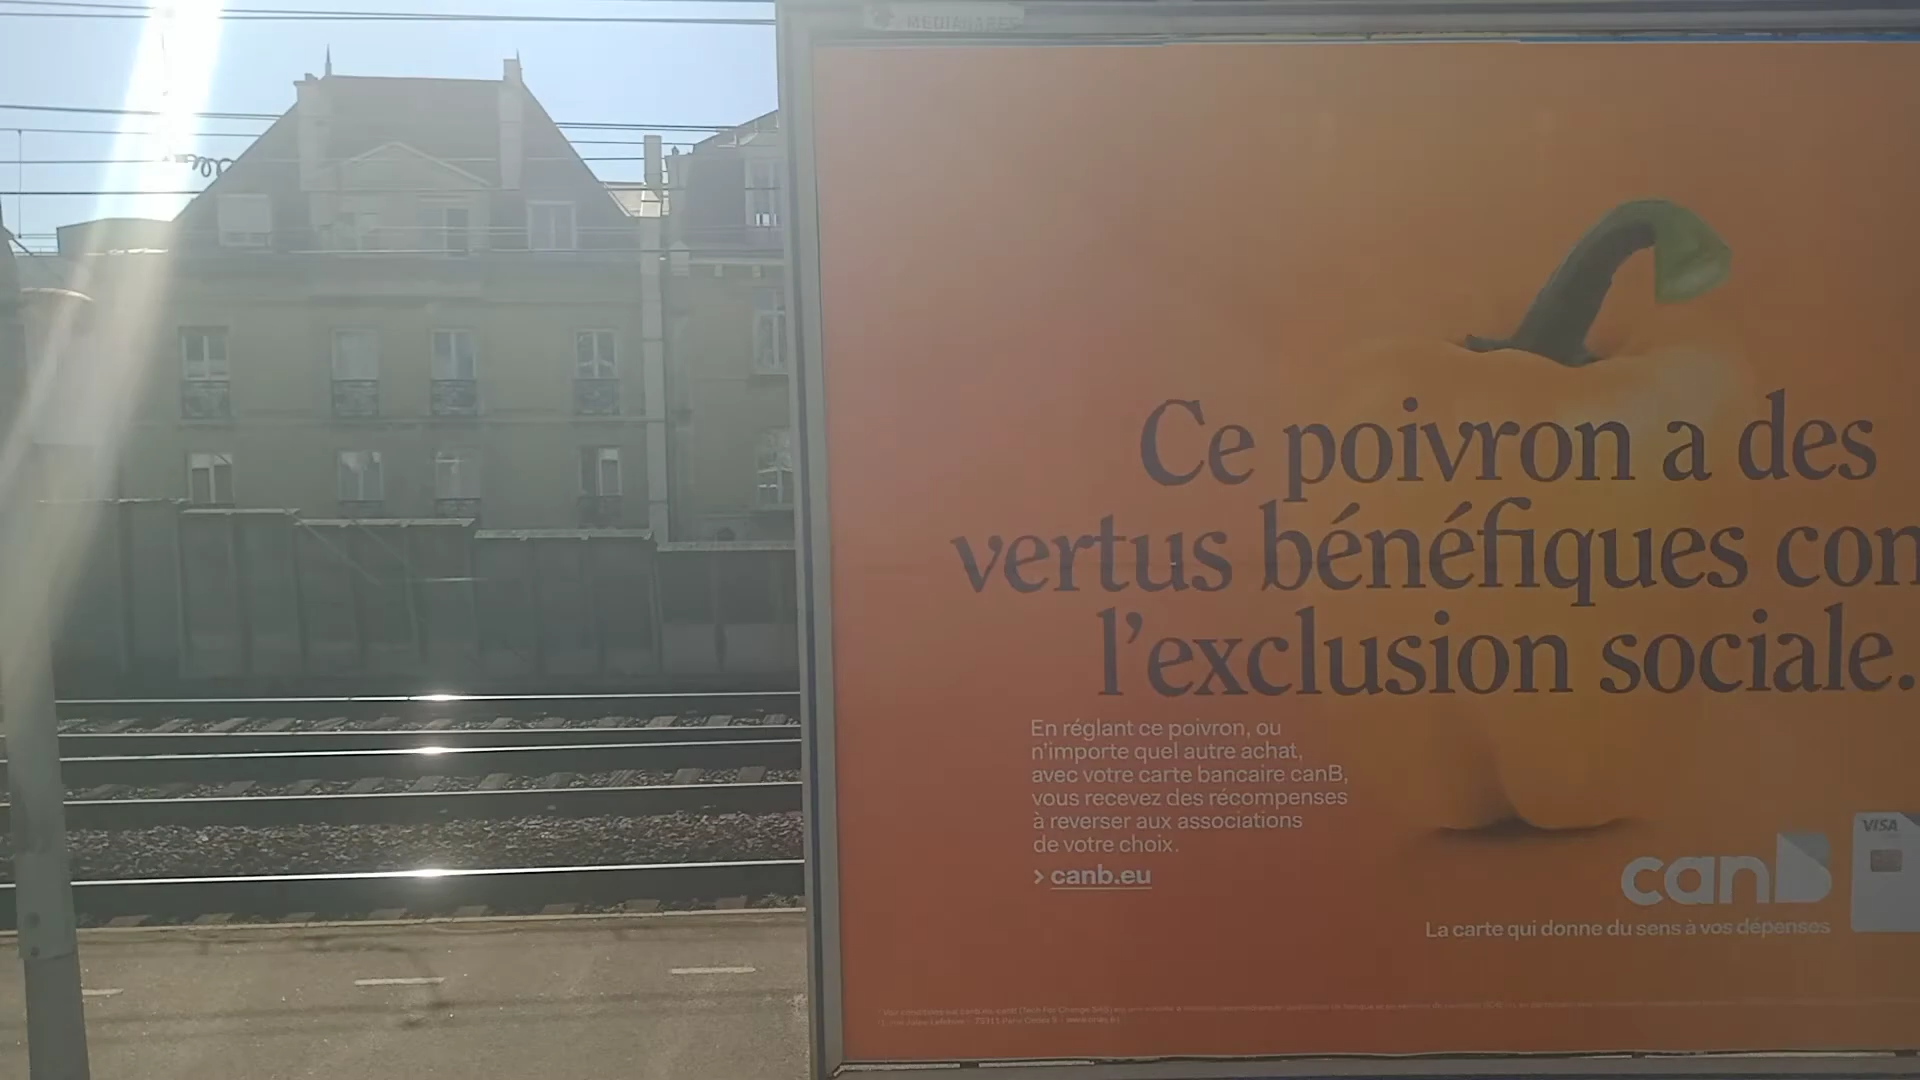 MEDIAGARES
Ce poivron a des
vertus bénéfiques con
l'exclusion sociale.
En réglant ce poivron, ou
n'importe quel autre achat,
avec votre carte bancaire canB,
vous recevez des récompenses
à reverser aux associations
de votre choix.
> canb.eu
canB
VISA
La carte qui donne du sens à vos dépenses